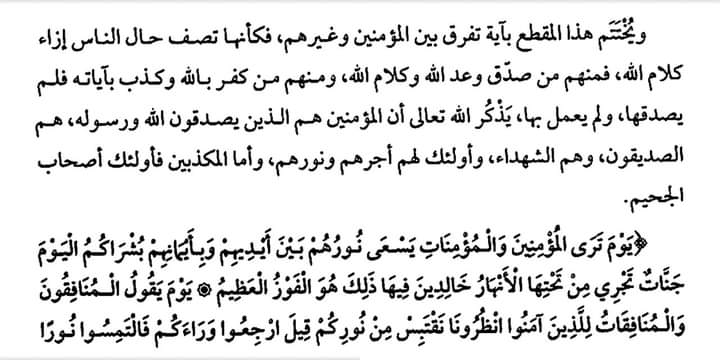 ويُخْتَتَم هذا المقطع بآية تفرق بين المؤمنين وغيرهم، فكأنها تصف حال الناس إزاء
كلام الله، فمنهم من صدّق وعد الله وكلام الله، ومنهم من كفر بالله وكذب بآياته فلم
يصدقها، ولم يعمل بها، يَذْكُر الله تعالى أن المؤمنين هم الذين يصدقون الله ورسوله، هم
الصديقون، وهم الشهداء، وأولئك لهم أجرهم ونورهم، وأما المكذبين فأولئك أصحاب
الجحيم.
﴿يَوْمَ تَرَى الْمُؤْمِنِينَ وَالْمُؤْمِنَاتِ يَسْعَى نُورُهُمْ بَيْنَ أَيْدِيهِمْ وَبِأَيْمَانِهِمْ بُشْرَاكُمُ الْيَوْمَ
جَنَّاتٌ تَجْرِي مِنْ تَحْتِهَا الْأَنْهَارُ خَالِدِينَ فِيهَا ذَلِكَ هُوَ الْفَوْزُ الْعَظِيمُ ۞ يَوْمَ يَقُولُ الْمُنَافِقُونَ
وَالْمُنَافِقَاتُ لِلَّذِينَ آمَنُوا انْظُرُونَا نَقْتَبِسْ مِنْ نُورِكُمْ قِيلَ ارْجِعُوا وَرَاءَكُمْ فَالْتَمِسُوا نُورًا